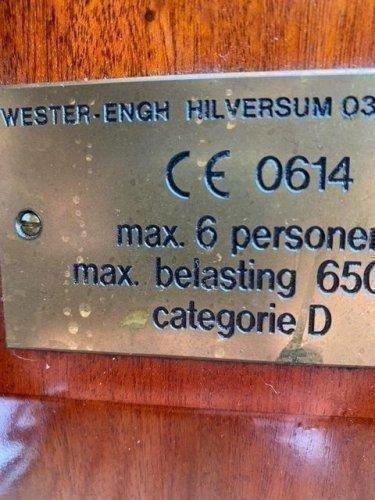 WESTER-ENGH HILVERSUM 03
CE 0614
max. 6 persone
max. belasting 650
categorie D